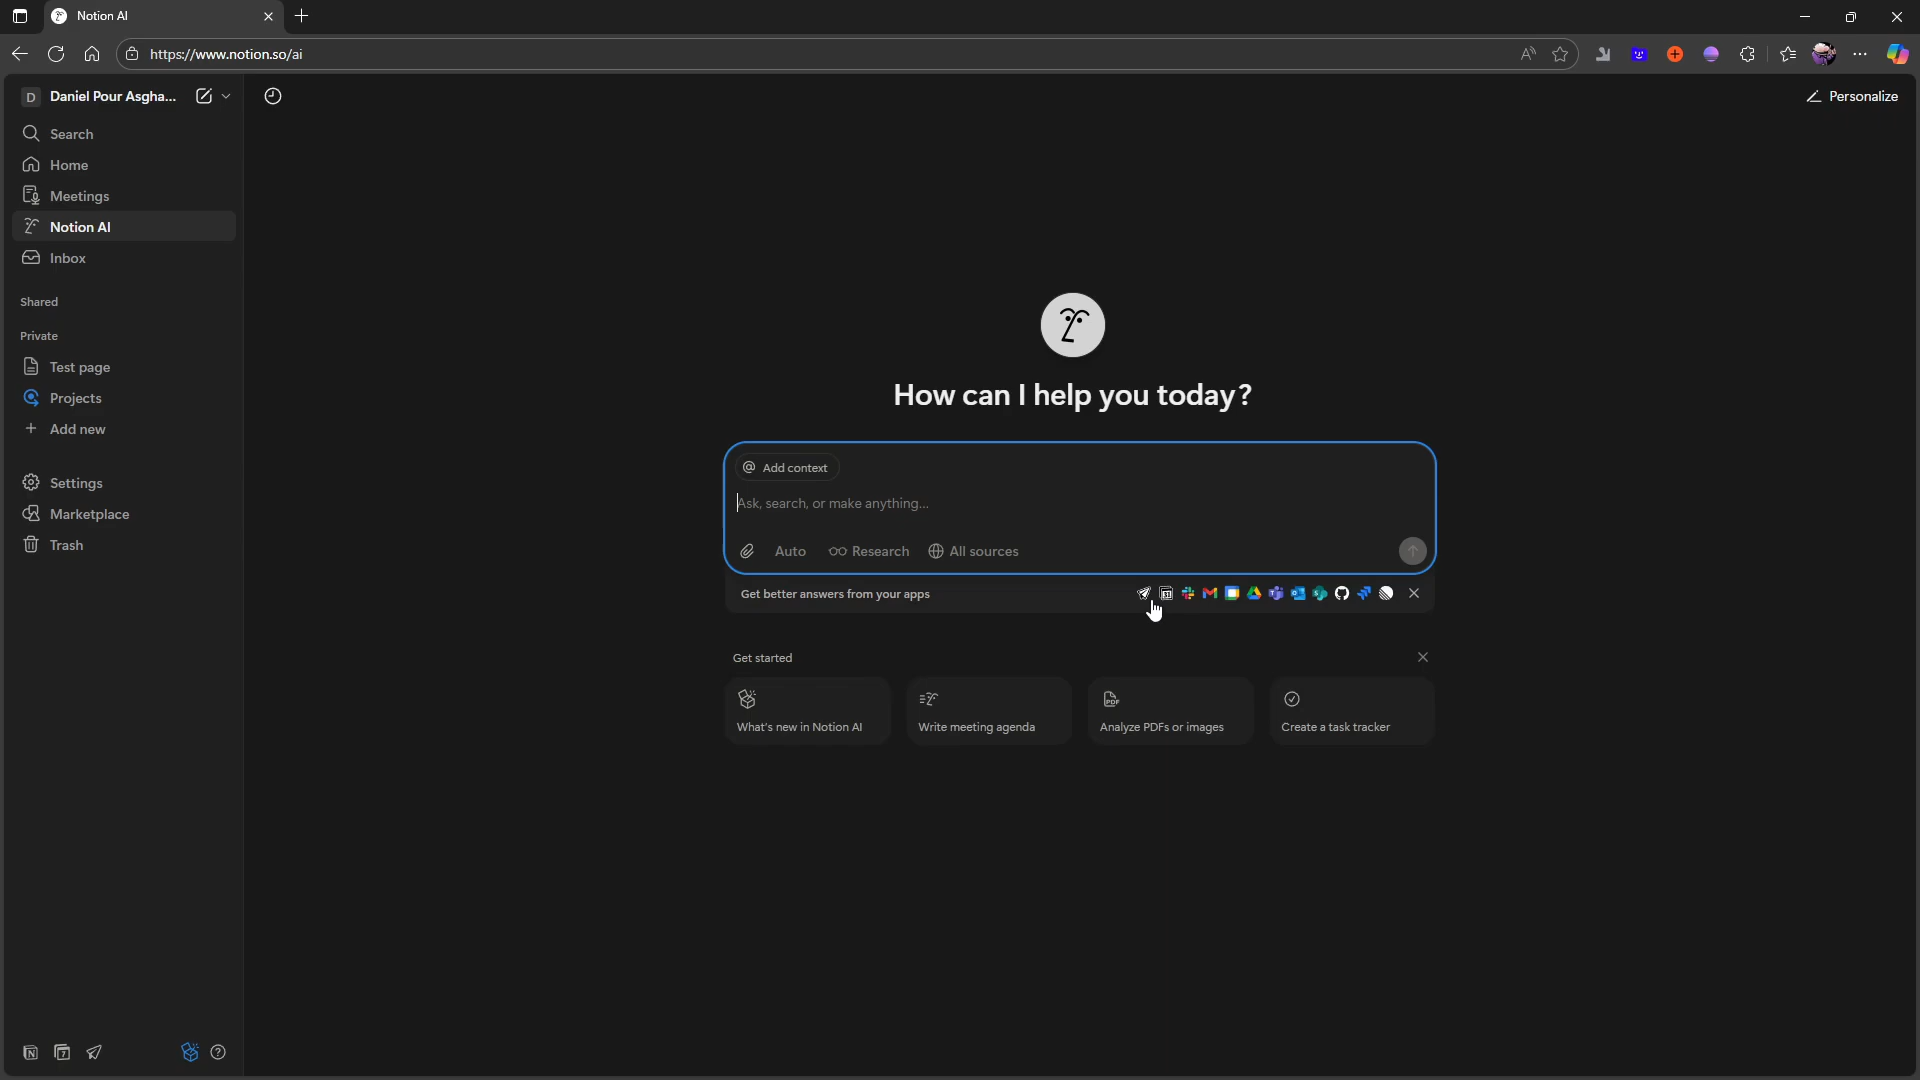 Notion AI
https://www.notion.so/ai
D Daniel Pour Asgha...
Personalize
Search
Home
Meetings
Notion AI
Inbox
Shared
Private
Test page
Projects
Add new
Settings
Marketplace
Trash
How can I help you today?
@ Add context
Ask, search, or make anything...
Auto Research All sources
Get better answers from your apps
Get started
What's new in Notion AI
Write meeting agenda
PDF
Analyze PDFs or images
Create a task tracker